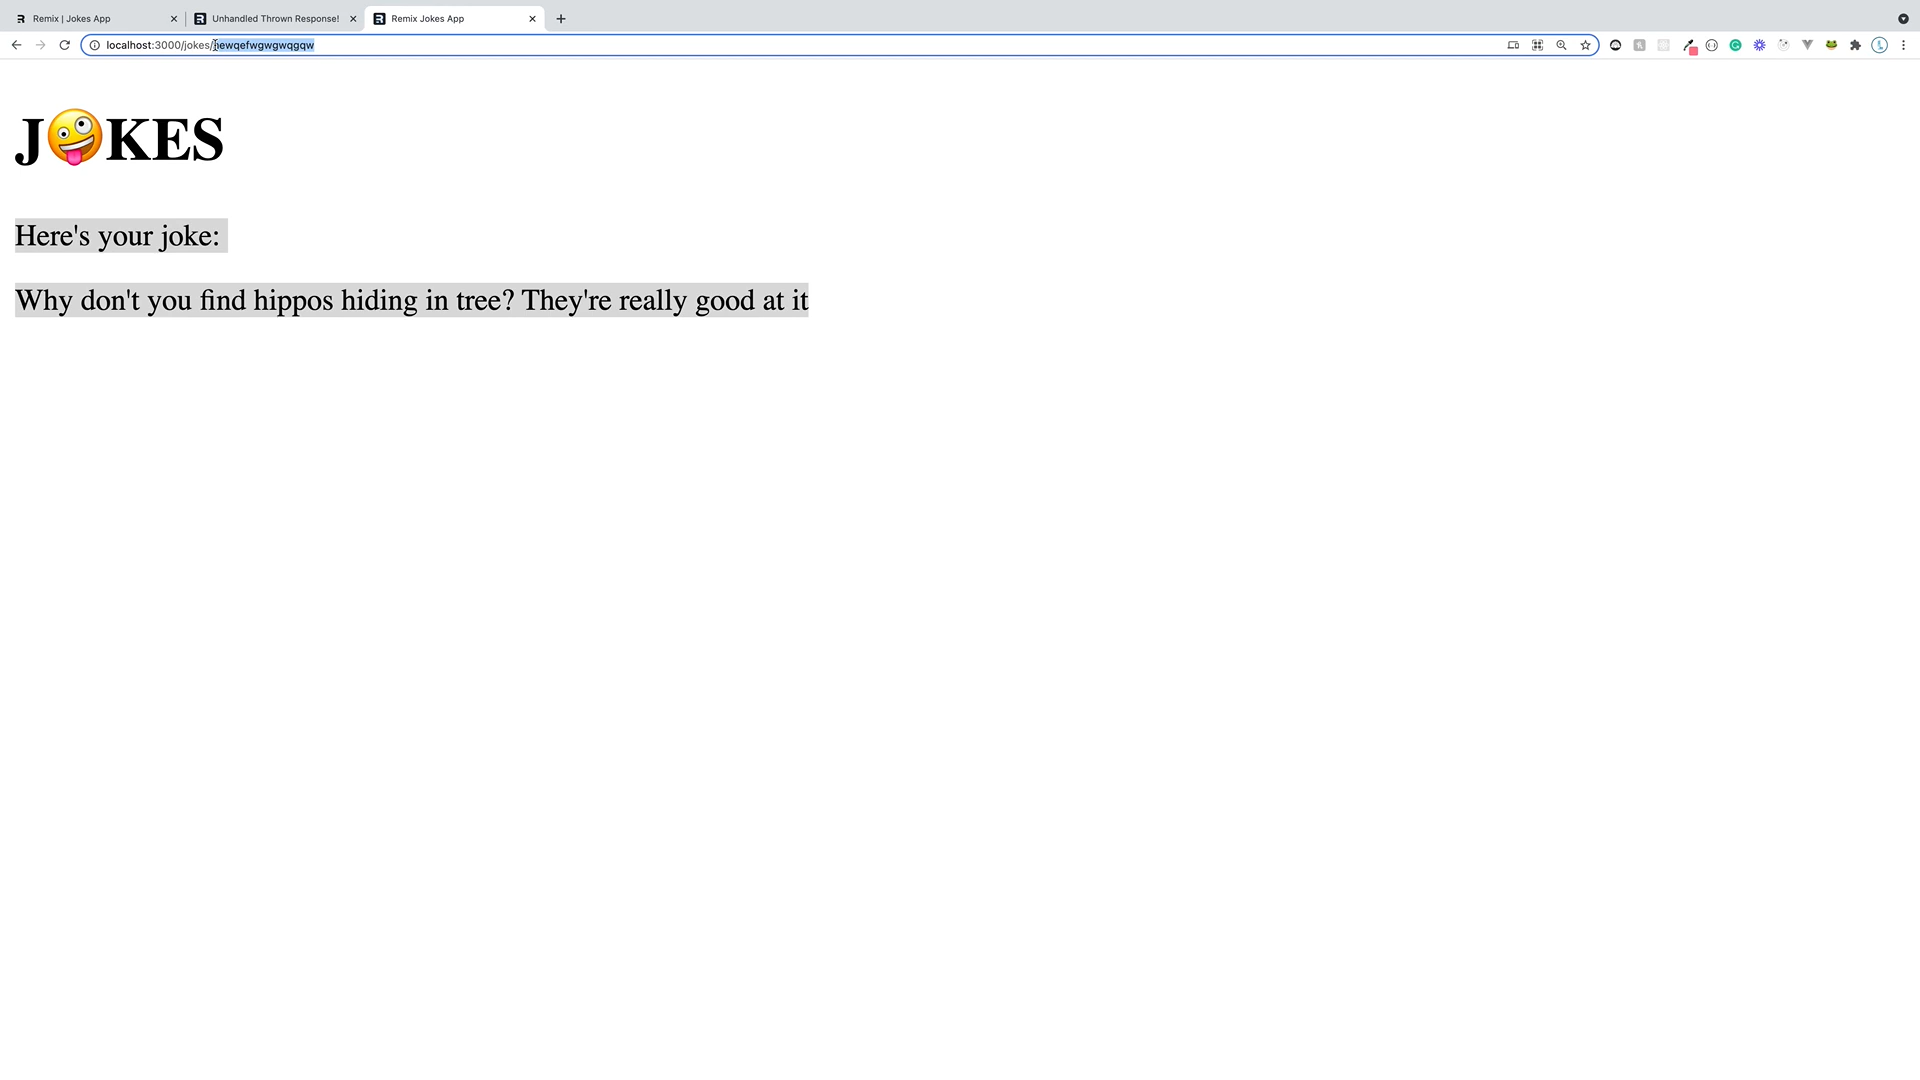 Remix | Jokes App
Unhandled Thrown Response!
Remix Jokes App
localhost:3000/jokes/newqefwgwgwqgqw
J🤪KES
Here's your joke:
Why don't you find hippos hiding in tree? They're really good at it